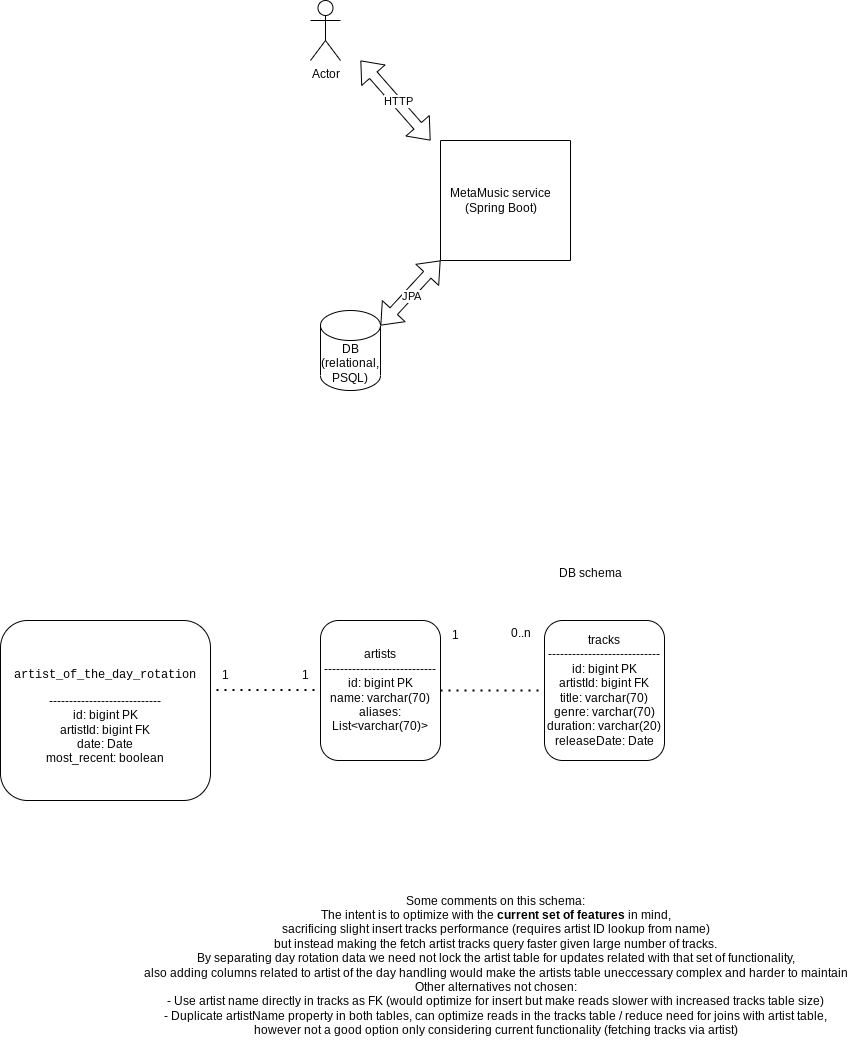 Actor
HTTP
MetaMusic service
(Spring Boot)
JPA
DB
(relational,
PSQL)
DB schema
artist_of_the_day_rotation
----------------------------
id: bigint PK
artistId: bigint FK
date: Date
most_recent: boolean
1
1
artists
----------------------------
id: bigint PK
name: varchar(70)
aliases:
List<varchar(70)>
1
0..n
tracks
----------------------------
id: bigint PK
artistId: bigint FK
title: varchar(70)
genre: varchar(70)
duration: varchar(20)
releaseDate: Date
Some comments on this schema:
The intent is to optimize with the current set of features in mind,
sacrificing slight insert tracks performance (requires artist ID lookup from name)
but instead making the fetch artist tracks query faster given large number of tracks.
By separating day rotation data we need not lock the artist table for updates related with that set of functionality,
also adding columns related to artist of the day handling would make the artists table uneccessary complex and harder to maintain
Other alternatives not chosen:
- Use artist name directly in tracks as FK (would optimize for insert but make reads slower with increased tracks table size)
- Duplicate artistName property in both tables, can optimize reads in the tracks table / reduce need for joins with artist table,
however not a good option only considering current functionality (fetching tracks via artist)